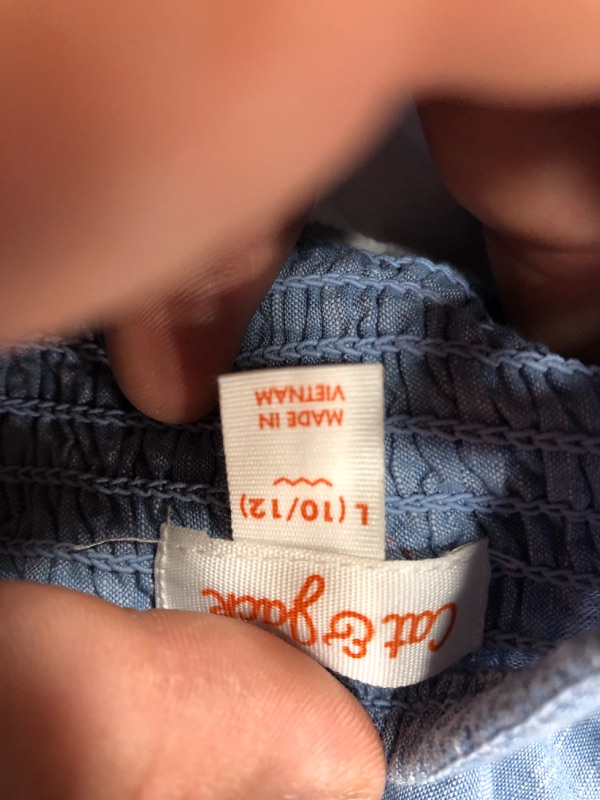 Cat & Jack
L (10/12)
MADE IN
VIETNAM